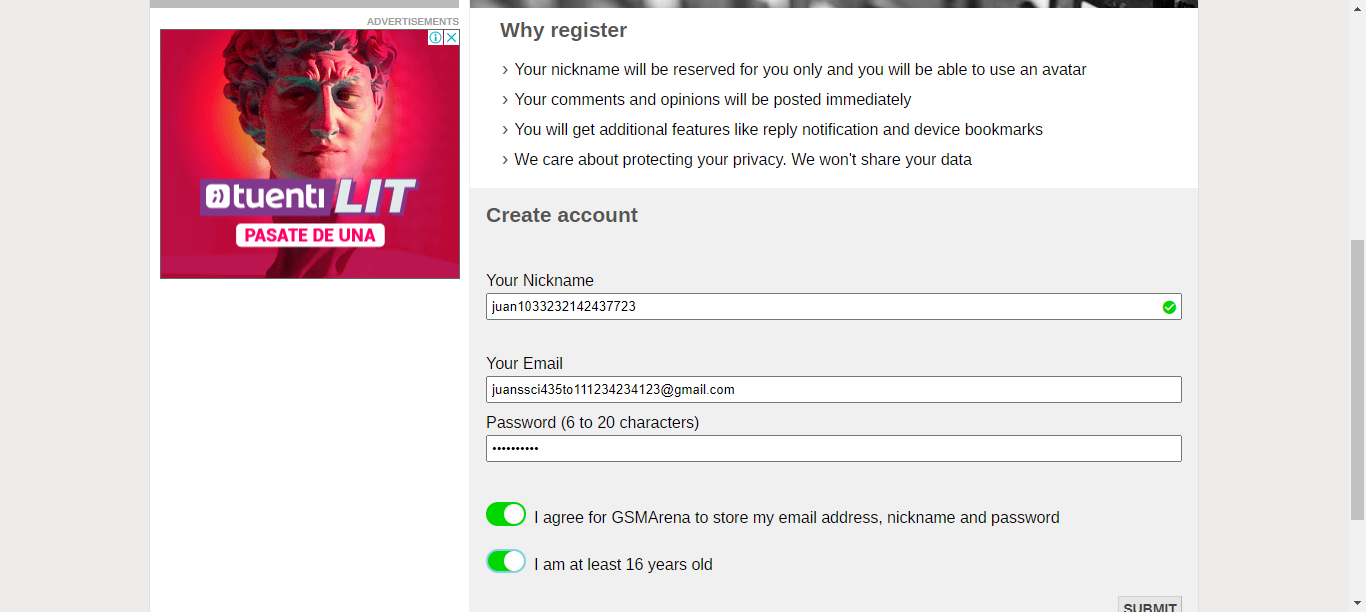 ADVERTISEMENTS
tuenti LIT
PASATE DE UNA
Why register
› Your nickname will be reserved for you only and you will be able to use an avatar
› Your comments and opinions will be posted immediately
› You will get additional features like reply notification and device bookmarks
› We care about protecting your privacy. We won't share your data
Create account
Your Nickname
juan1033232142437723
Your Email
juanssci435to111234234123@gmail.com
Password (6 to 20 characters)
••••••••••
I agree for GSMArena to store my email address, nickname and password
I am at least 16 years old
SUBMIT